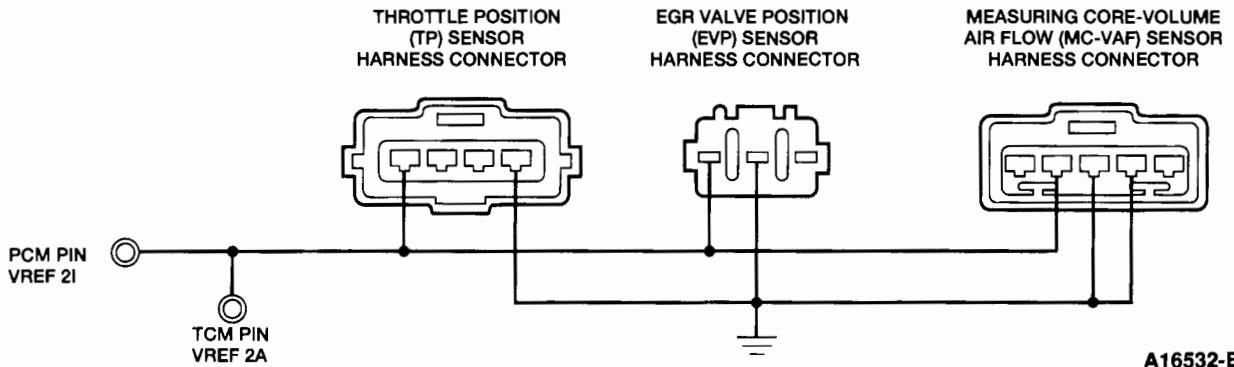 THROTTLE POSITION
(TP) SENSOR
HARNESS CONNECTOR
EGR VALVE POSITION
(EVP) SENSOR
HARNESS CONNECTOR
MEASURING CORE-VOLUME
AIR FLOW (MC-VAF) SENSOR
HARNESS CONNECTOR
PCM PIN
VREF 2I
TCM PIN
VREF 2A
A16532-B